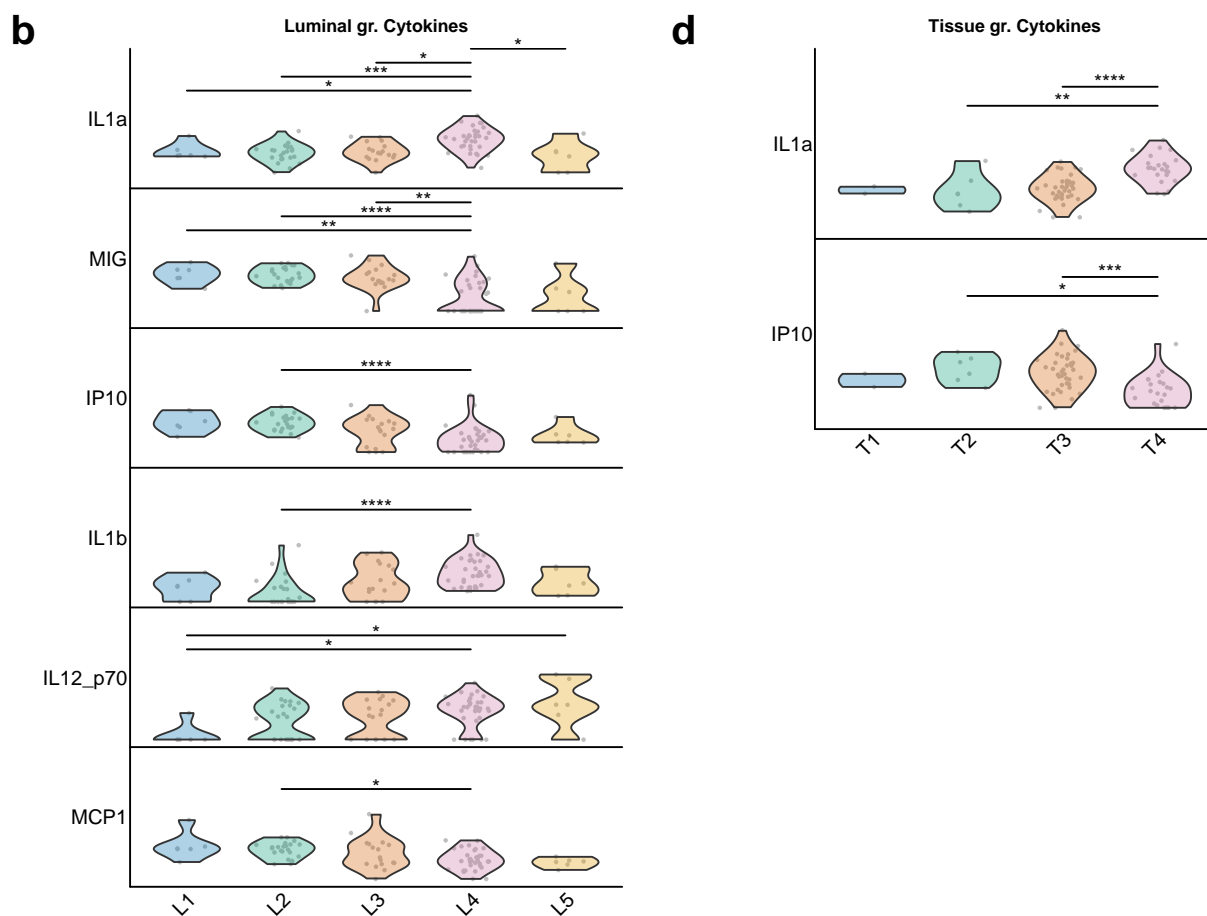 b
Luminal gr. Cytokines
*
*
***
*
IL1a
**
****
**
MIG
****
IP10
****
IL1b
*
*
IL12_p70
*
MCP1
L1 L2 L3 L4 L5
d
Tissue gr. Cytokines
****
**
IL1a
***
*
IP10
T1 T2 T3 T4